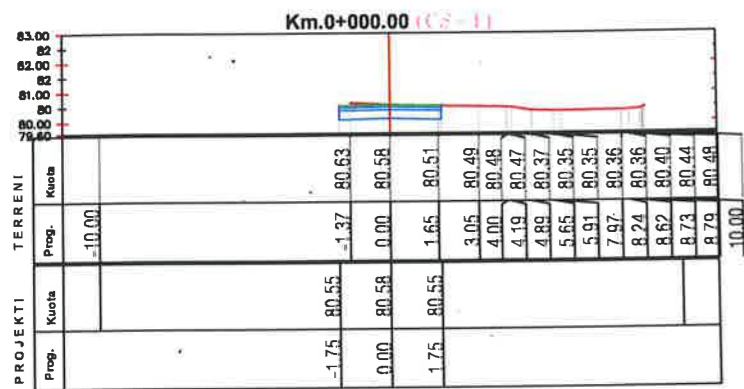 Km.0+000.00 (CS-1)
83.00
82
82.00
82
81.00
80
80.00
79.60
TERRENI
Kuota 80.63 80.58 80.51 80.49 80.48 80.47 80.37 80.35 80.35 80.36 80.36 80.40 80.44 80.48
Prog. -10.00 -1.37 0.00 1.65 3.05 4.00 4.19 4.89 5.65 5.91 7.97 8.24 8.62 8.73 8.79 10.00
PROJEKTI
Kuota 80.55 80.58 80.55
Prog. -1.75 0.00 1.75